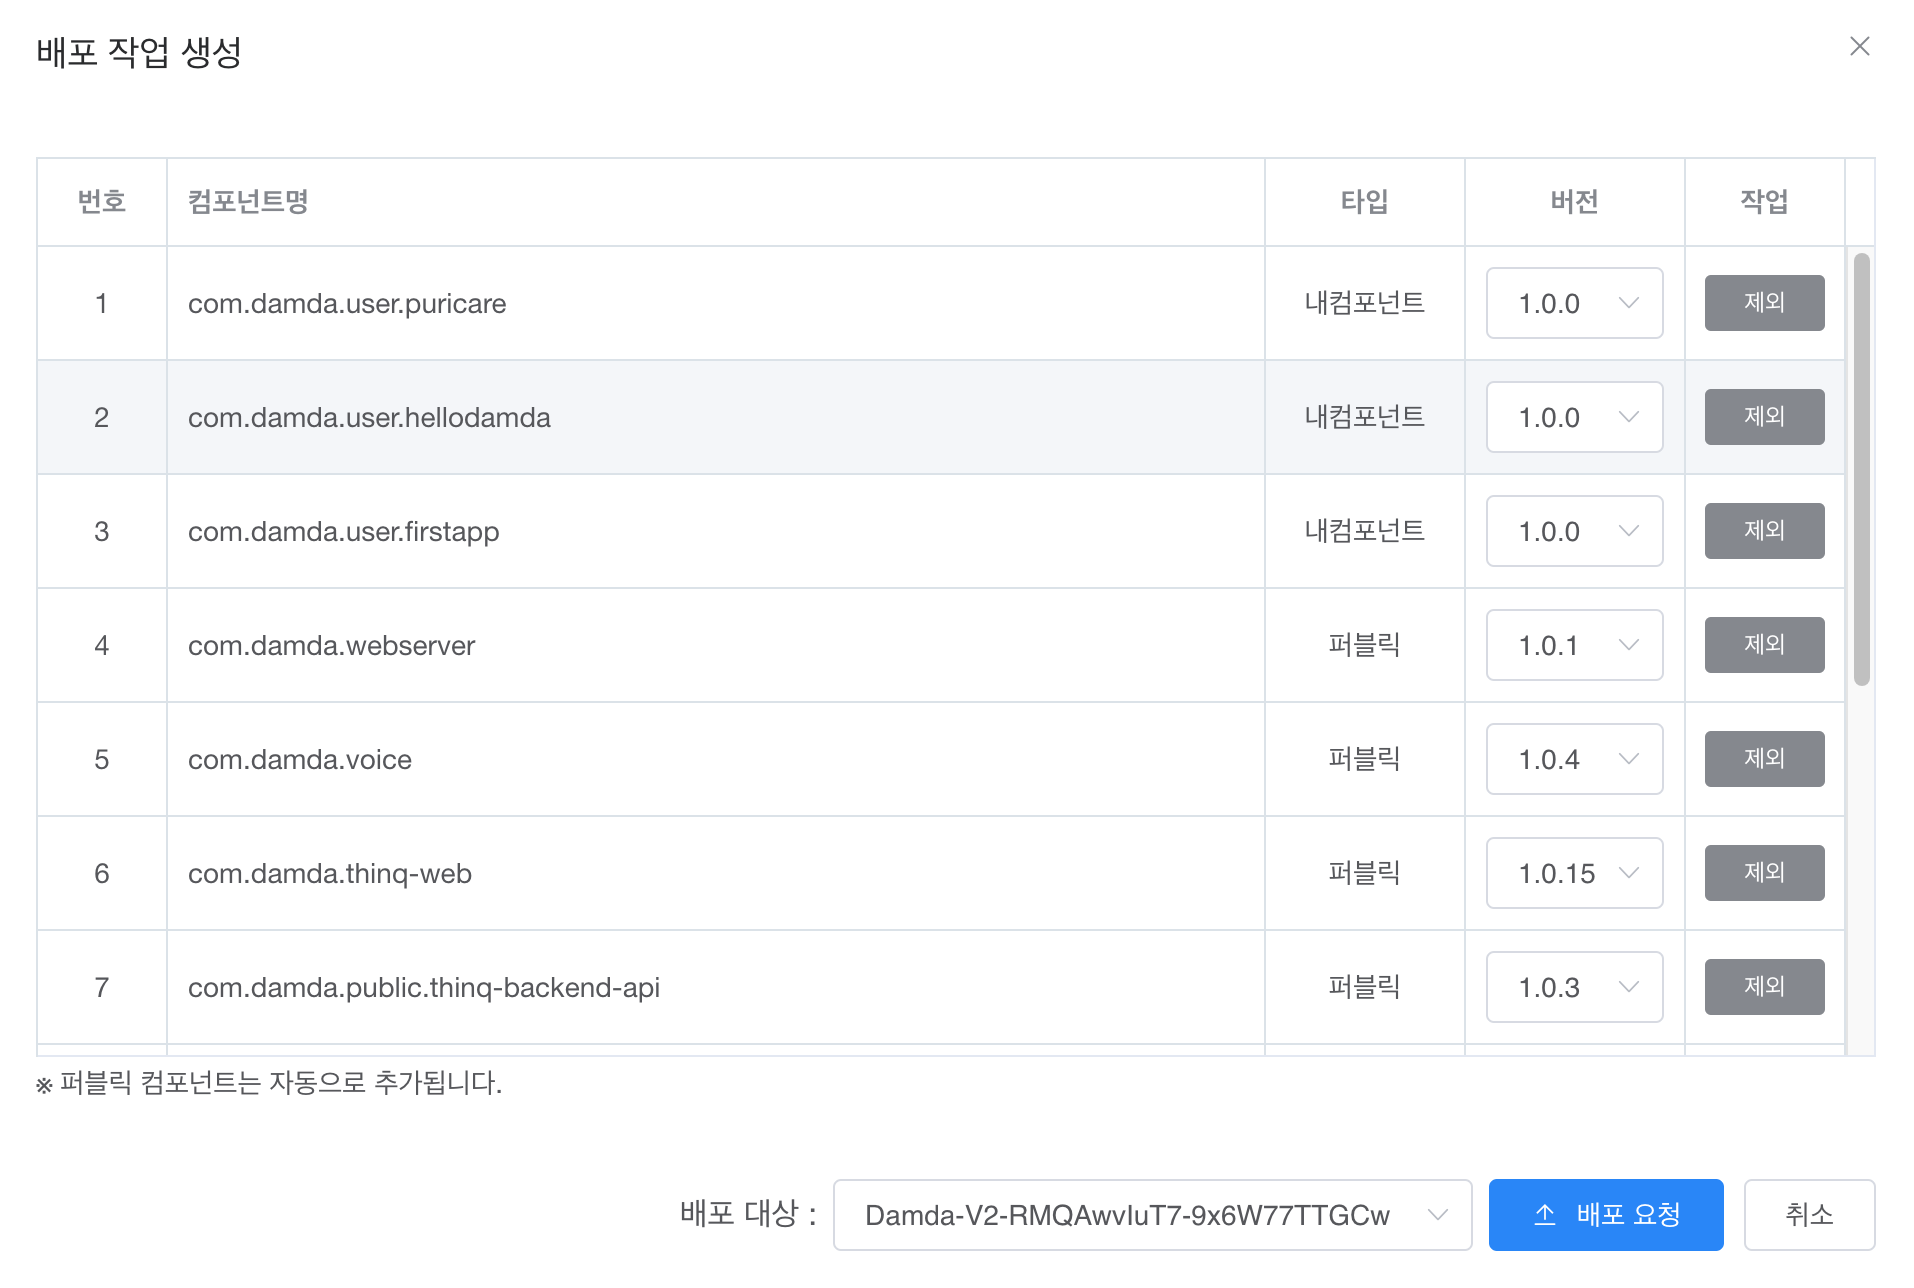 배포 작업 생성
번호 컴포넌트명 타입 버전 작업
1 com.damda.user.puricare 내컴포넌트 1.0.0 제외
2 com.damda.user.hellodamda 내컴포넌트 1.0.0 제외
3 com.damda.user.firstapp 내컴포넌트 1.0.0 제외
4 com.damda.webserver 퍼블릭 1.0.1 제외
5 com.damda.voice 퍼블릭 1.0.4 제외
6 com.damda.thinq-web 퍼블릭 1.0.15 제외
7 com.damda.public.thinq-backend-api 퍼블릭 1.0.3 제외
※ 퍼블릭 컴포넌트는 자동으로 추가됩니다.
배포 대상 : Damda-V2-RMQAwvIuT7-9x6W77TTGCw 배포 요청 취소